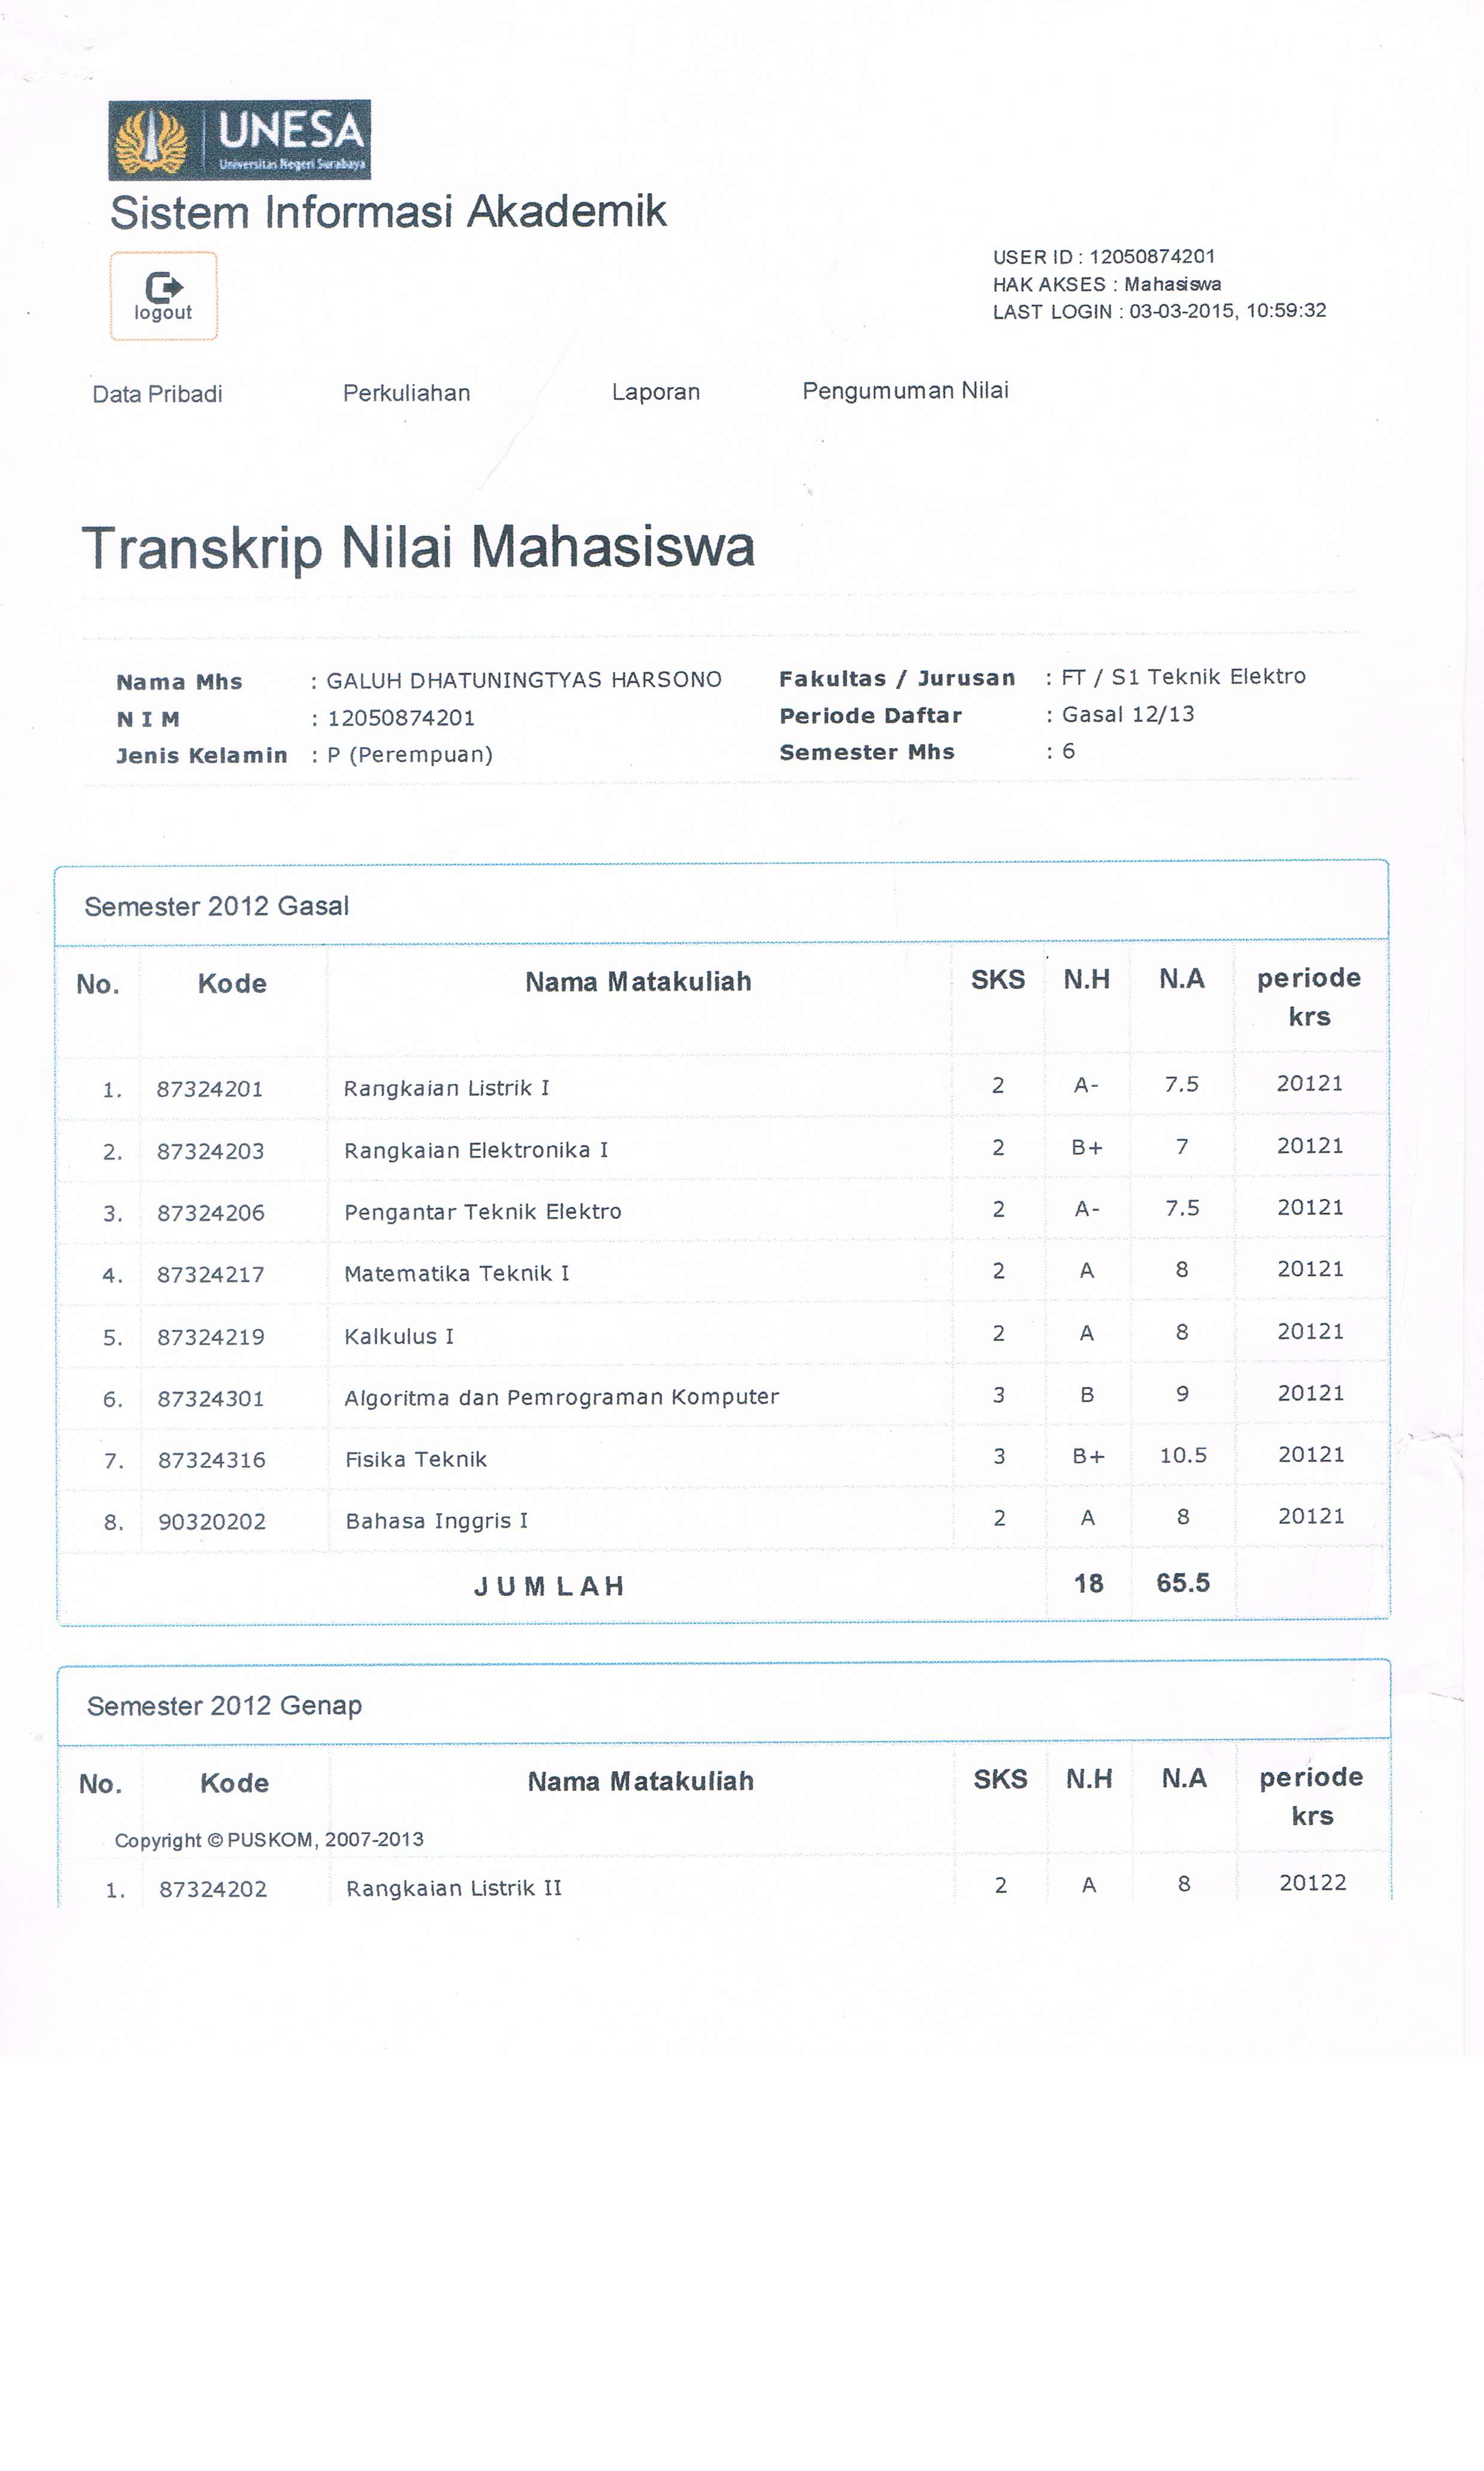 UNESA
Universitas Negeri Surabaya
Sistem Informasi Akademik
logout
USER ID : 12050874201
HAK AKSES : Mahasiswa
LAST LOGIN : 03-03-2015, 10:59:32
Data Pribadi Perkuliahan Laporan Pengumuman Nilai
Transkrip Nilai Mahasiswa
Nama Mhs : GALUH DHATUNINGTYAS HARSONO Fakultas / Jurusan : FT / S1 Teknik Elektro
N I M : 12050874201 Periode Daftar : Gasal 12/13
Jenis Kelamin : P (Perempuan) Semester Mhs : 6
Semester 2012 Gasal
No. Kode Nama Matakuliah SKS N.H N.A periode
krs
1. 87324201 Rangkaian Listrik I 2 A- 7.5 20121
2. 87324203 Rangkaian Elektronika I 2 B+ 7 20121
3. 87324206 Pengantar Teknik Elektro 2 A- 7.5 20121
4. 87324217 Matematika Teknik I 2 A 8 20121
5. 87324219 Kalkulus I 2 A 8 20121
6. 87324301 Algoritma dan Pemrograman Komputer 3 B 9 20121
7. 87324316 Fisika Teknik 3 B+ 10.5 20121
8. 90320202 Bahasa Inggris I 2 A 8 20121
J U M L A H 18 65.5
Semester 2012 Genap
No. Kode Nama Matakuliah SKS N.H N.A periode
krs
Copyright © PUSKOM, 2007-2013
1. 87324202 Rangkaian Listrik II 2 A 8 20122